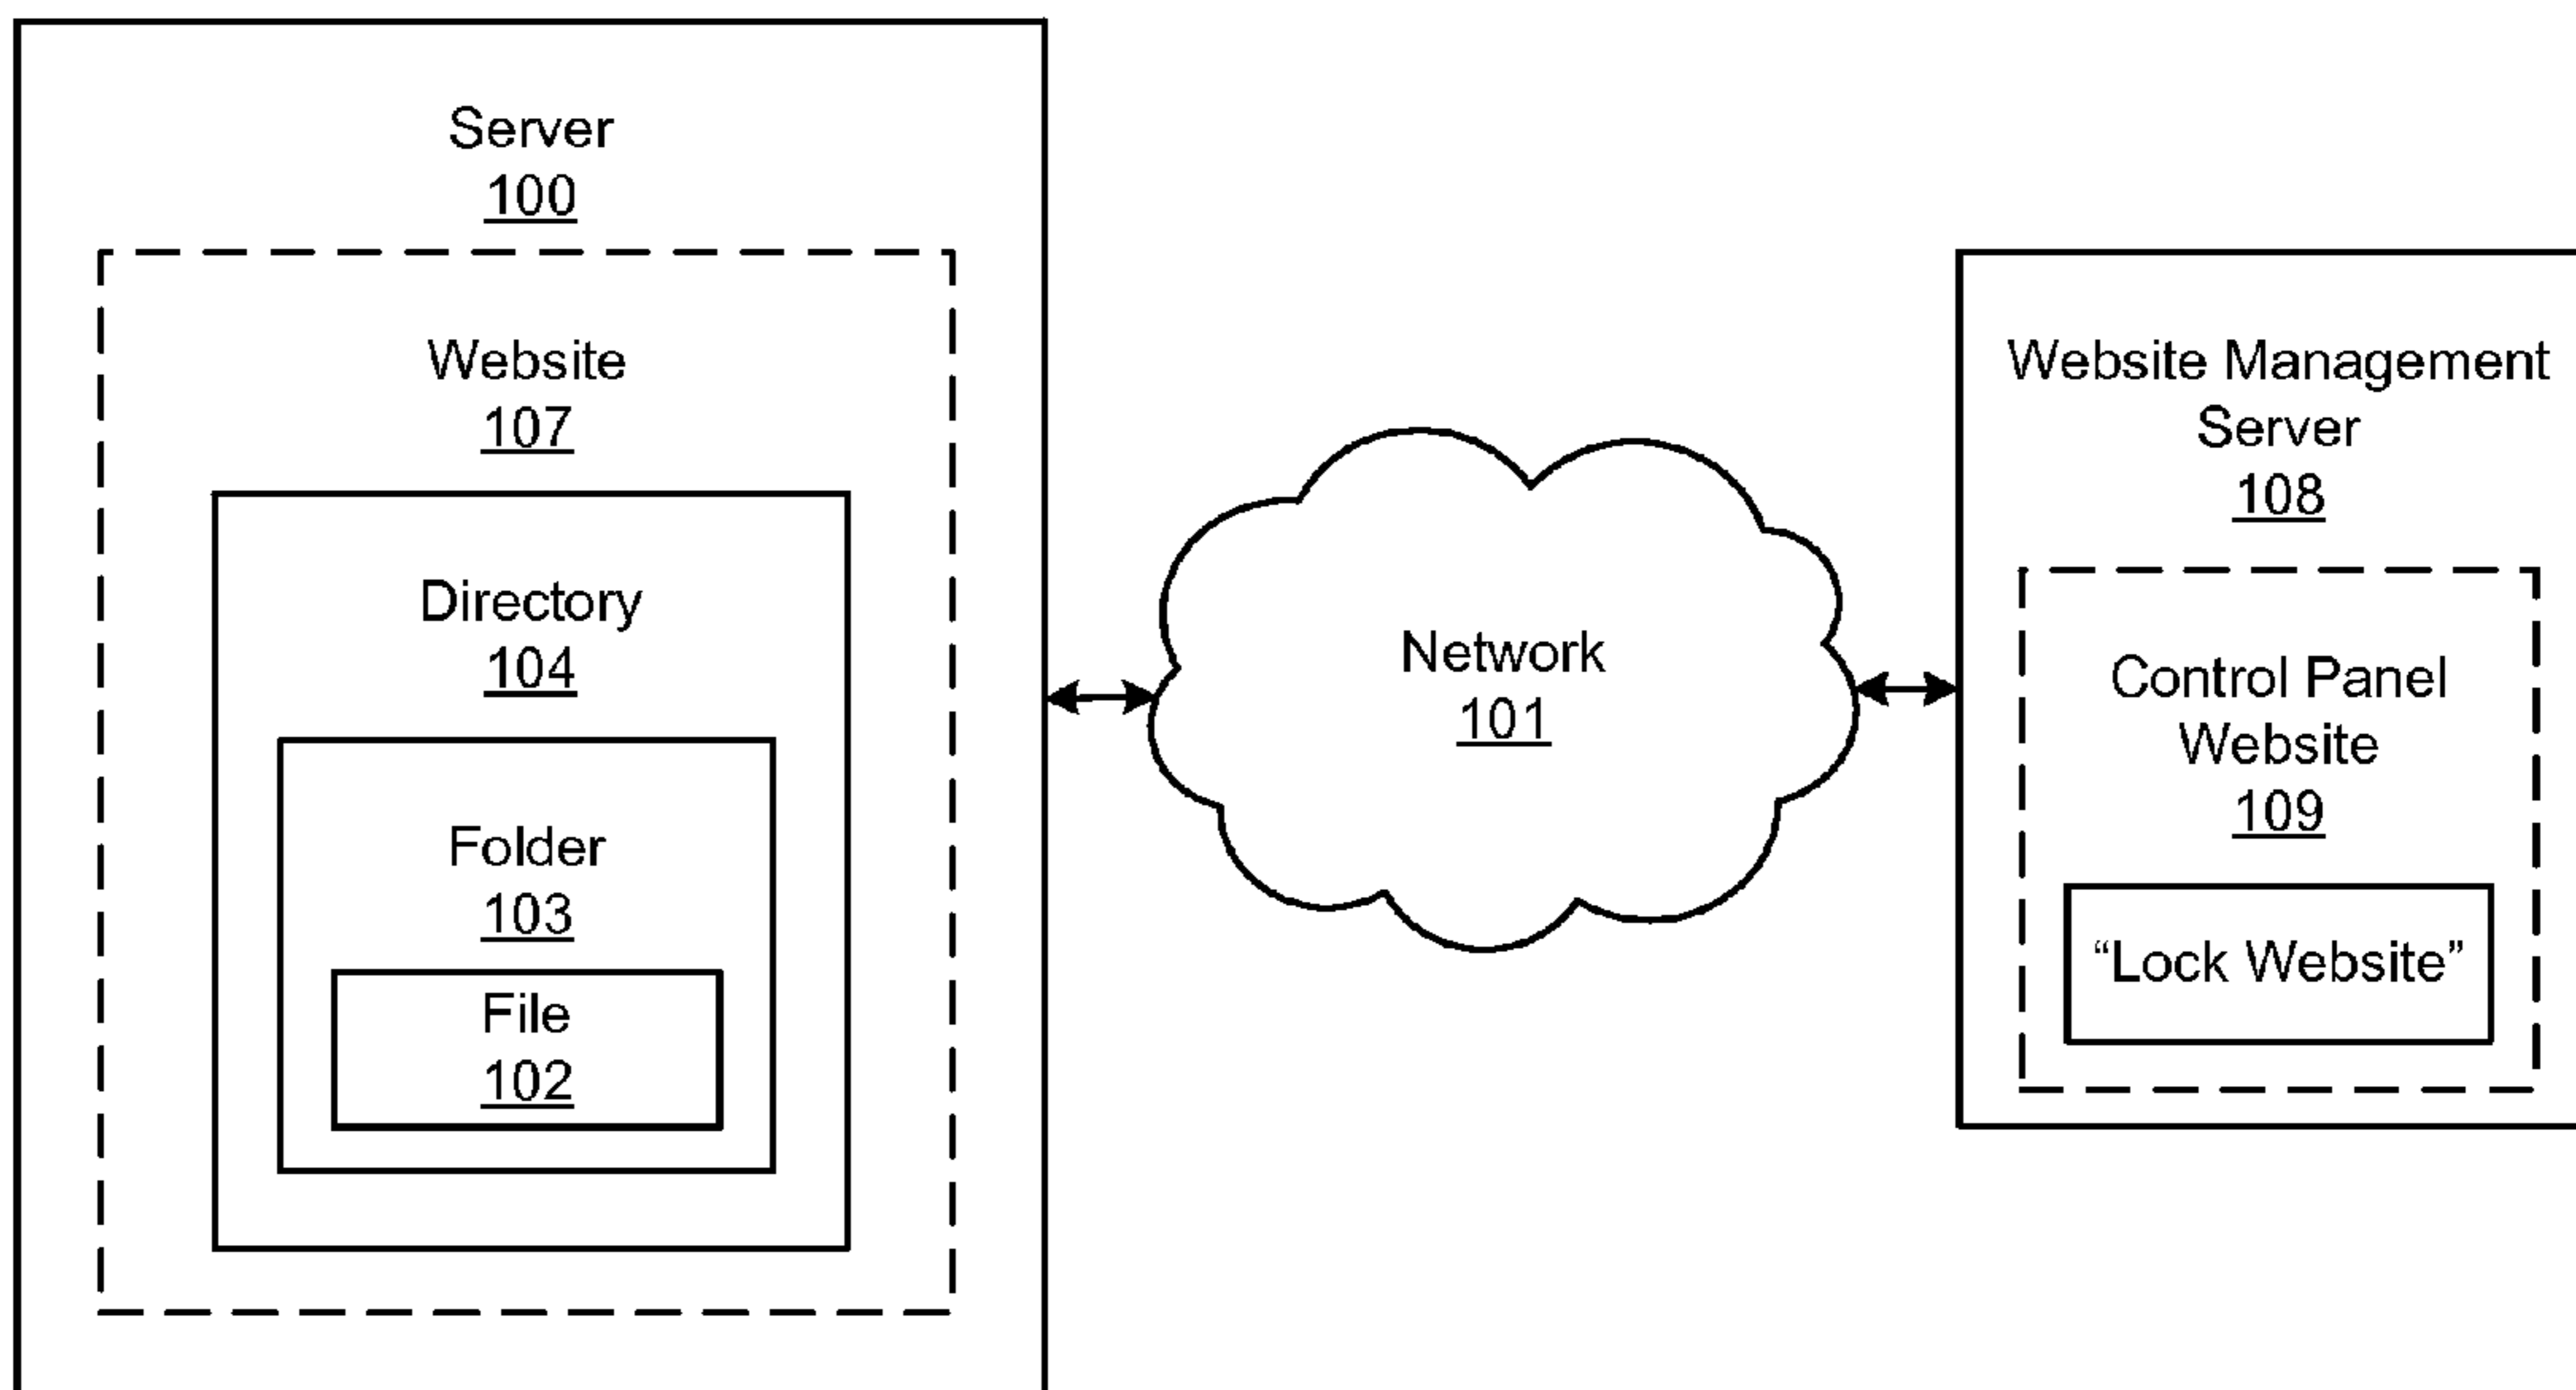 Server
100
Website
107
Directory
104
Folder
103
File
102
Network
101
Website Management
Server
108
Control Panel
Website
109
“Lock Website”